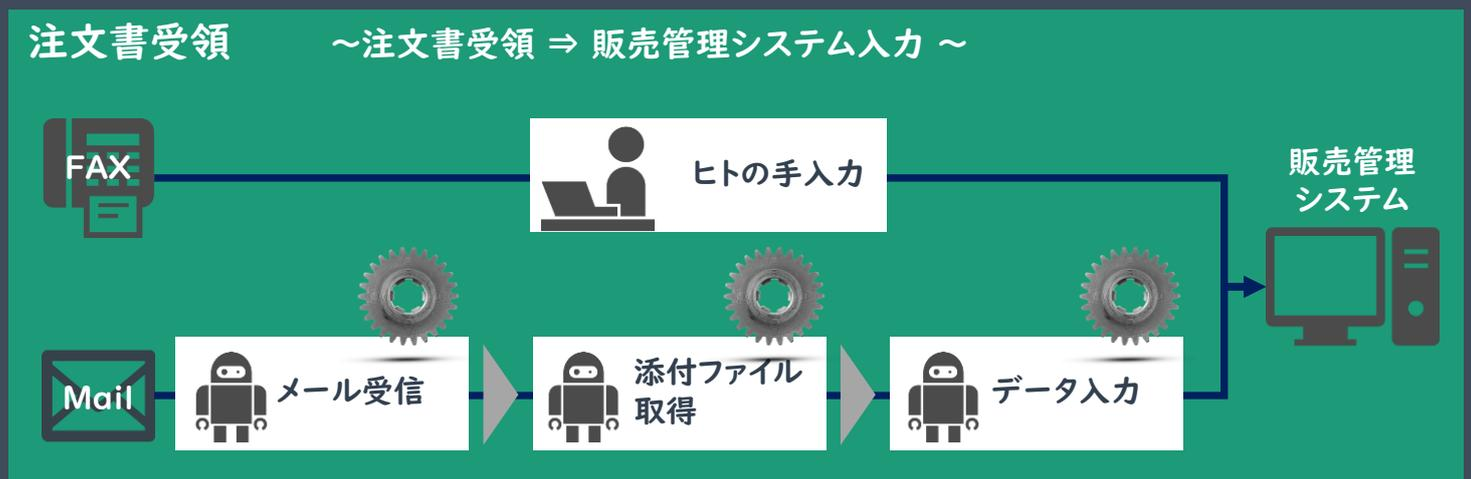 注文書受領
～注文書受領 ⇒ 販売管理システム入力 ～
FAX
ヒトの手入力
販売管理
システム
Mail
メール受信
添付ファイル
取得
データ入力